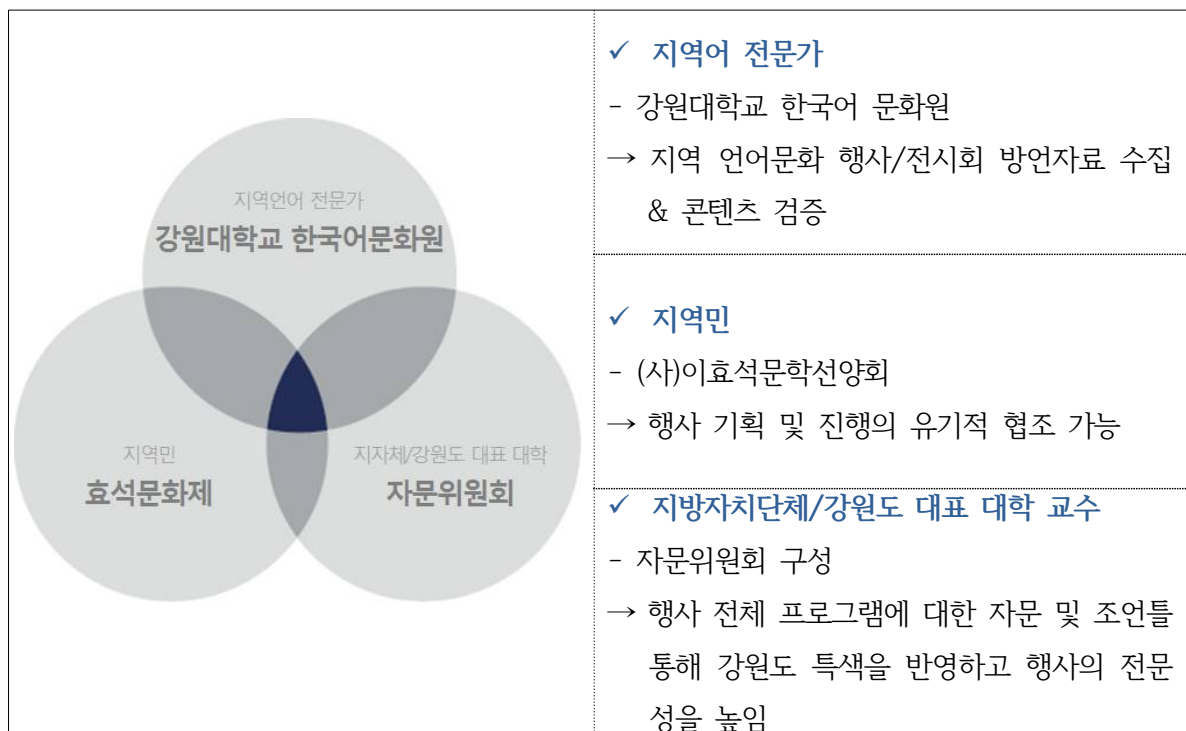 지역언어 전문가
강원대학교 한국어문화원
지역민
효석문화제
지자체/강원도 대표 대학
자문위원회
✓ 지역어 전문가
- 강원대학교 한국어 문화원
→ 지역 언어문화 행사/전시회 방언자료 수집
& 콘텐츠 검증
✓ 지역민
- (사)이효석문학선양회
→ 행사 기획 및 진행의 유기적 협조 가능
✓ 지방자치단체/강원도 대표 대학 교수
- 자문위원회 구성
→ 행사 전체 프로그램에 대한 자문 및 조언틀
통해 강원도 특색을 반영하고 행사의 전문
성을 높임